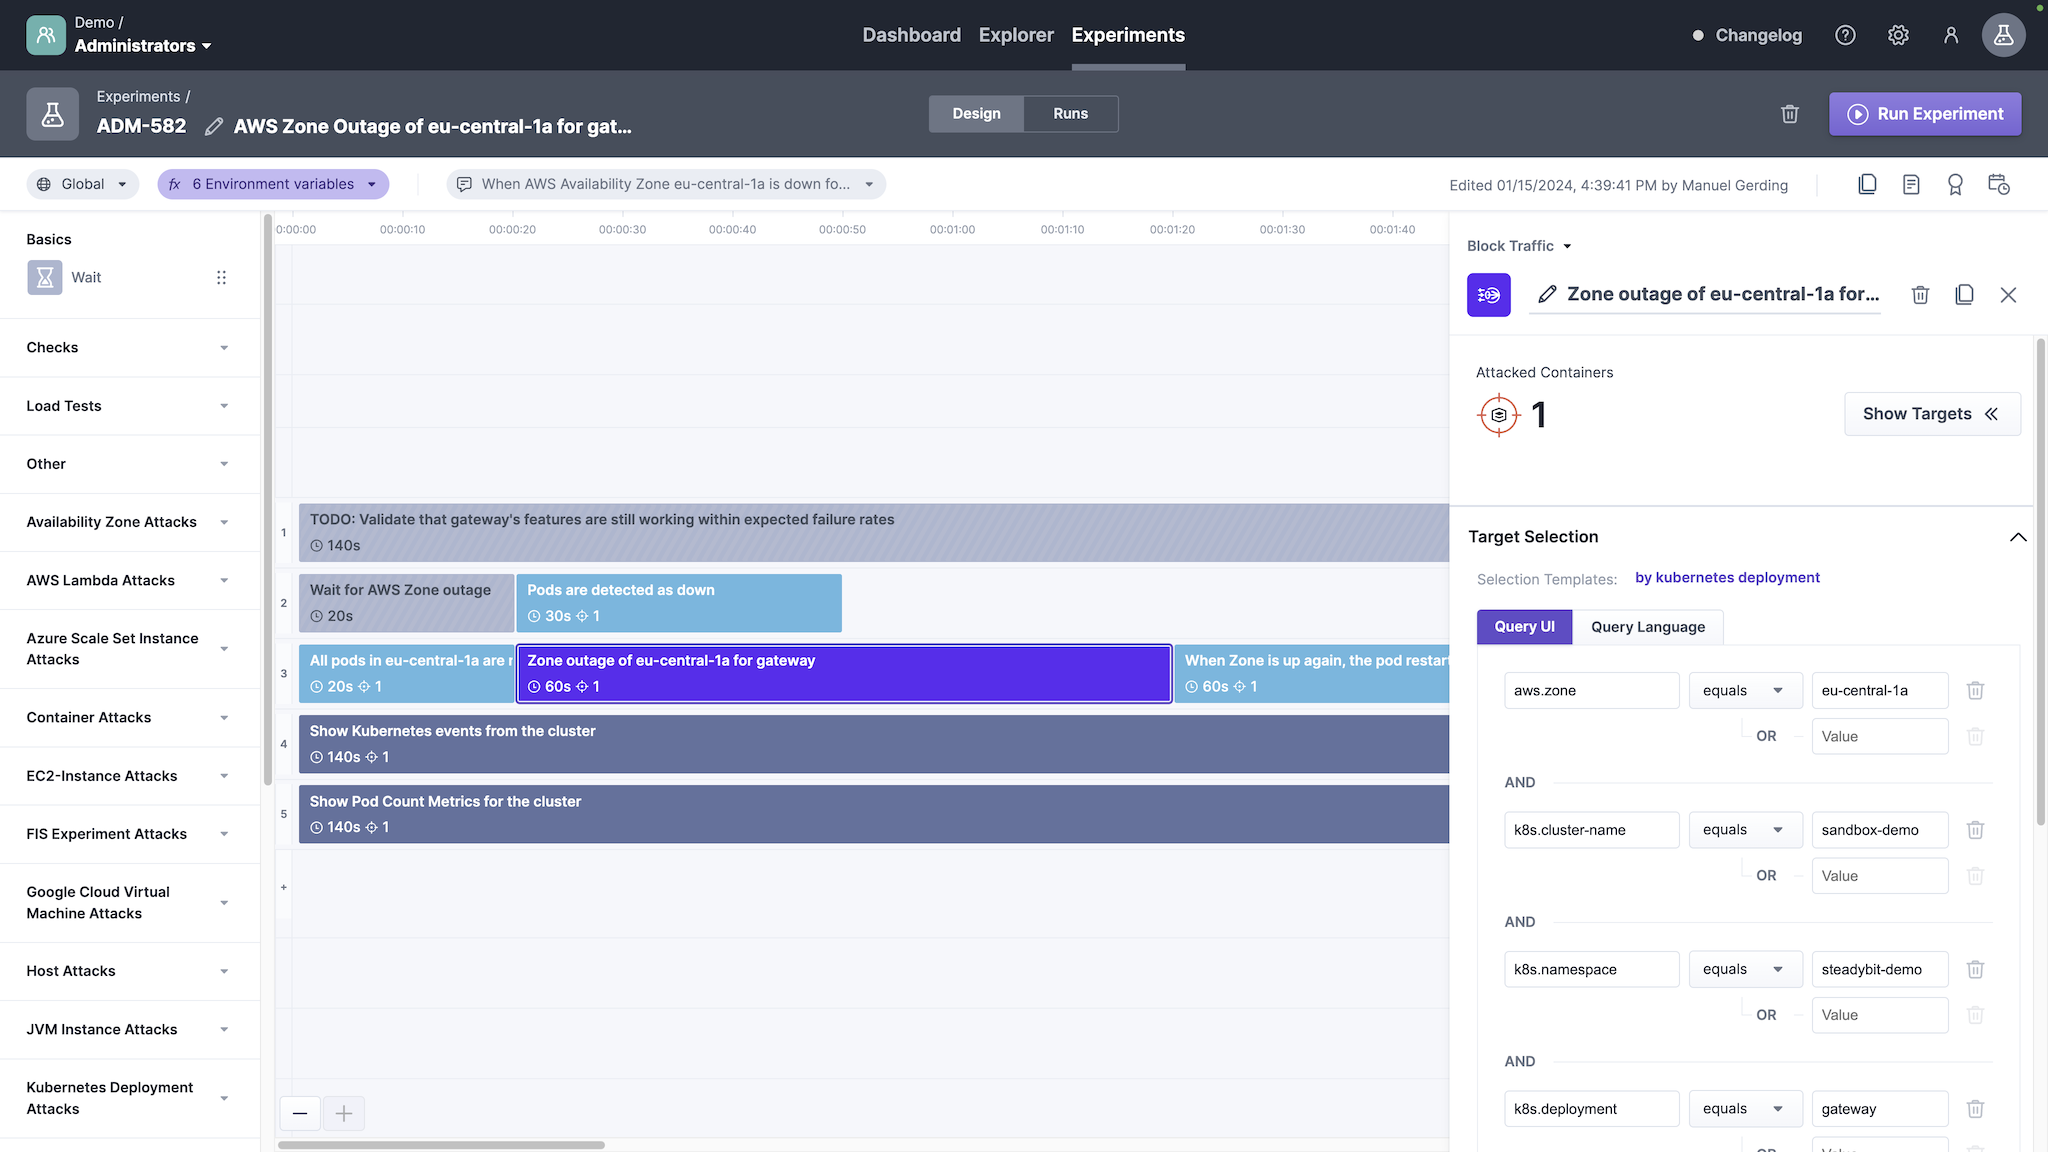 Demo /
Administrators
Dashboard
Explorer
Experiments
Changelog
Experiments /
ADM-582
AWS Zone Outage of eu-central-1a for gat...
Design
Runs
Run Experiment
Global
fx 6 Environment variables
When AWS Availability Zone eu-central-1a is down fo...
Edited 01/15/2024, 4:39:41 PM by Manuel Gerding
Basics
Wait
Checks
Load Tests
Other
Availability Zone Attacks
AWS Lambda Attacks
Azure Scale Set Instance
Attacks
Container Attacks
EC2-Instance Attacks
FIS Experiment Attacks
Google Cloud Virtual
Machine Attacks
Host Attacks
JVM Instance Attacks
Kubernetes Deployment
Attacks
0:00:00
00:00:10
00:00:20
00:00:30
00:00:40
00:00:50
00:01:00
00:01:10
00:01:20
00:01:30
00:01:40
1
TODO: Validate that gateway's features are still working within expected failure rates
140s
2
Wait for AWS Zone outage
20s
Pods are detected as down
30s 1
3
All pods in eu-central-1a are
20s 1
Zone outage of eu-central-1a for gateway
60s 1
When Zone is up again, the pod restart
60s 1
4
Show Kubernetes events from the cluster
140s 1
5
Show Pod Count Metrics for the cluster
140s 1
+
Block Traffic
Zone outage of eu-central-1a for...
Attacked Containers
1
Show Targets
Target Selection
Selection Templates: by kubernetes deployment
Query UI
Query Language
aws.zone
equals
eu-central-1a
OR
Value
AND
k8s.cluster-name
equals
sandbox-demo
OR
Value
AND
k8s.namespace
equals
steadybit-demo
OR
Value
AND
k8s.deployment
equals
gateway